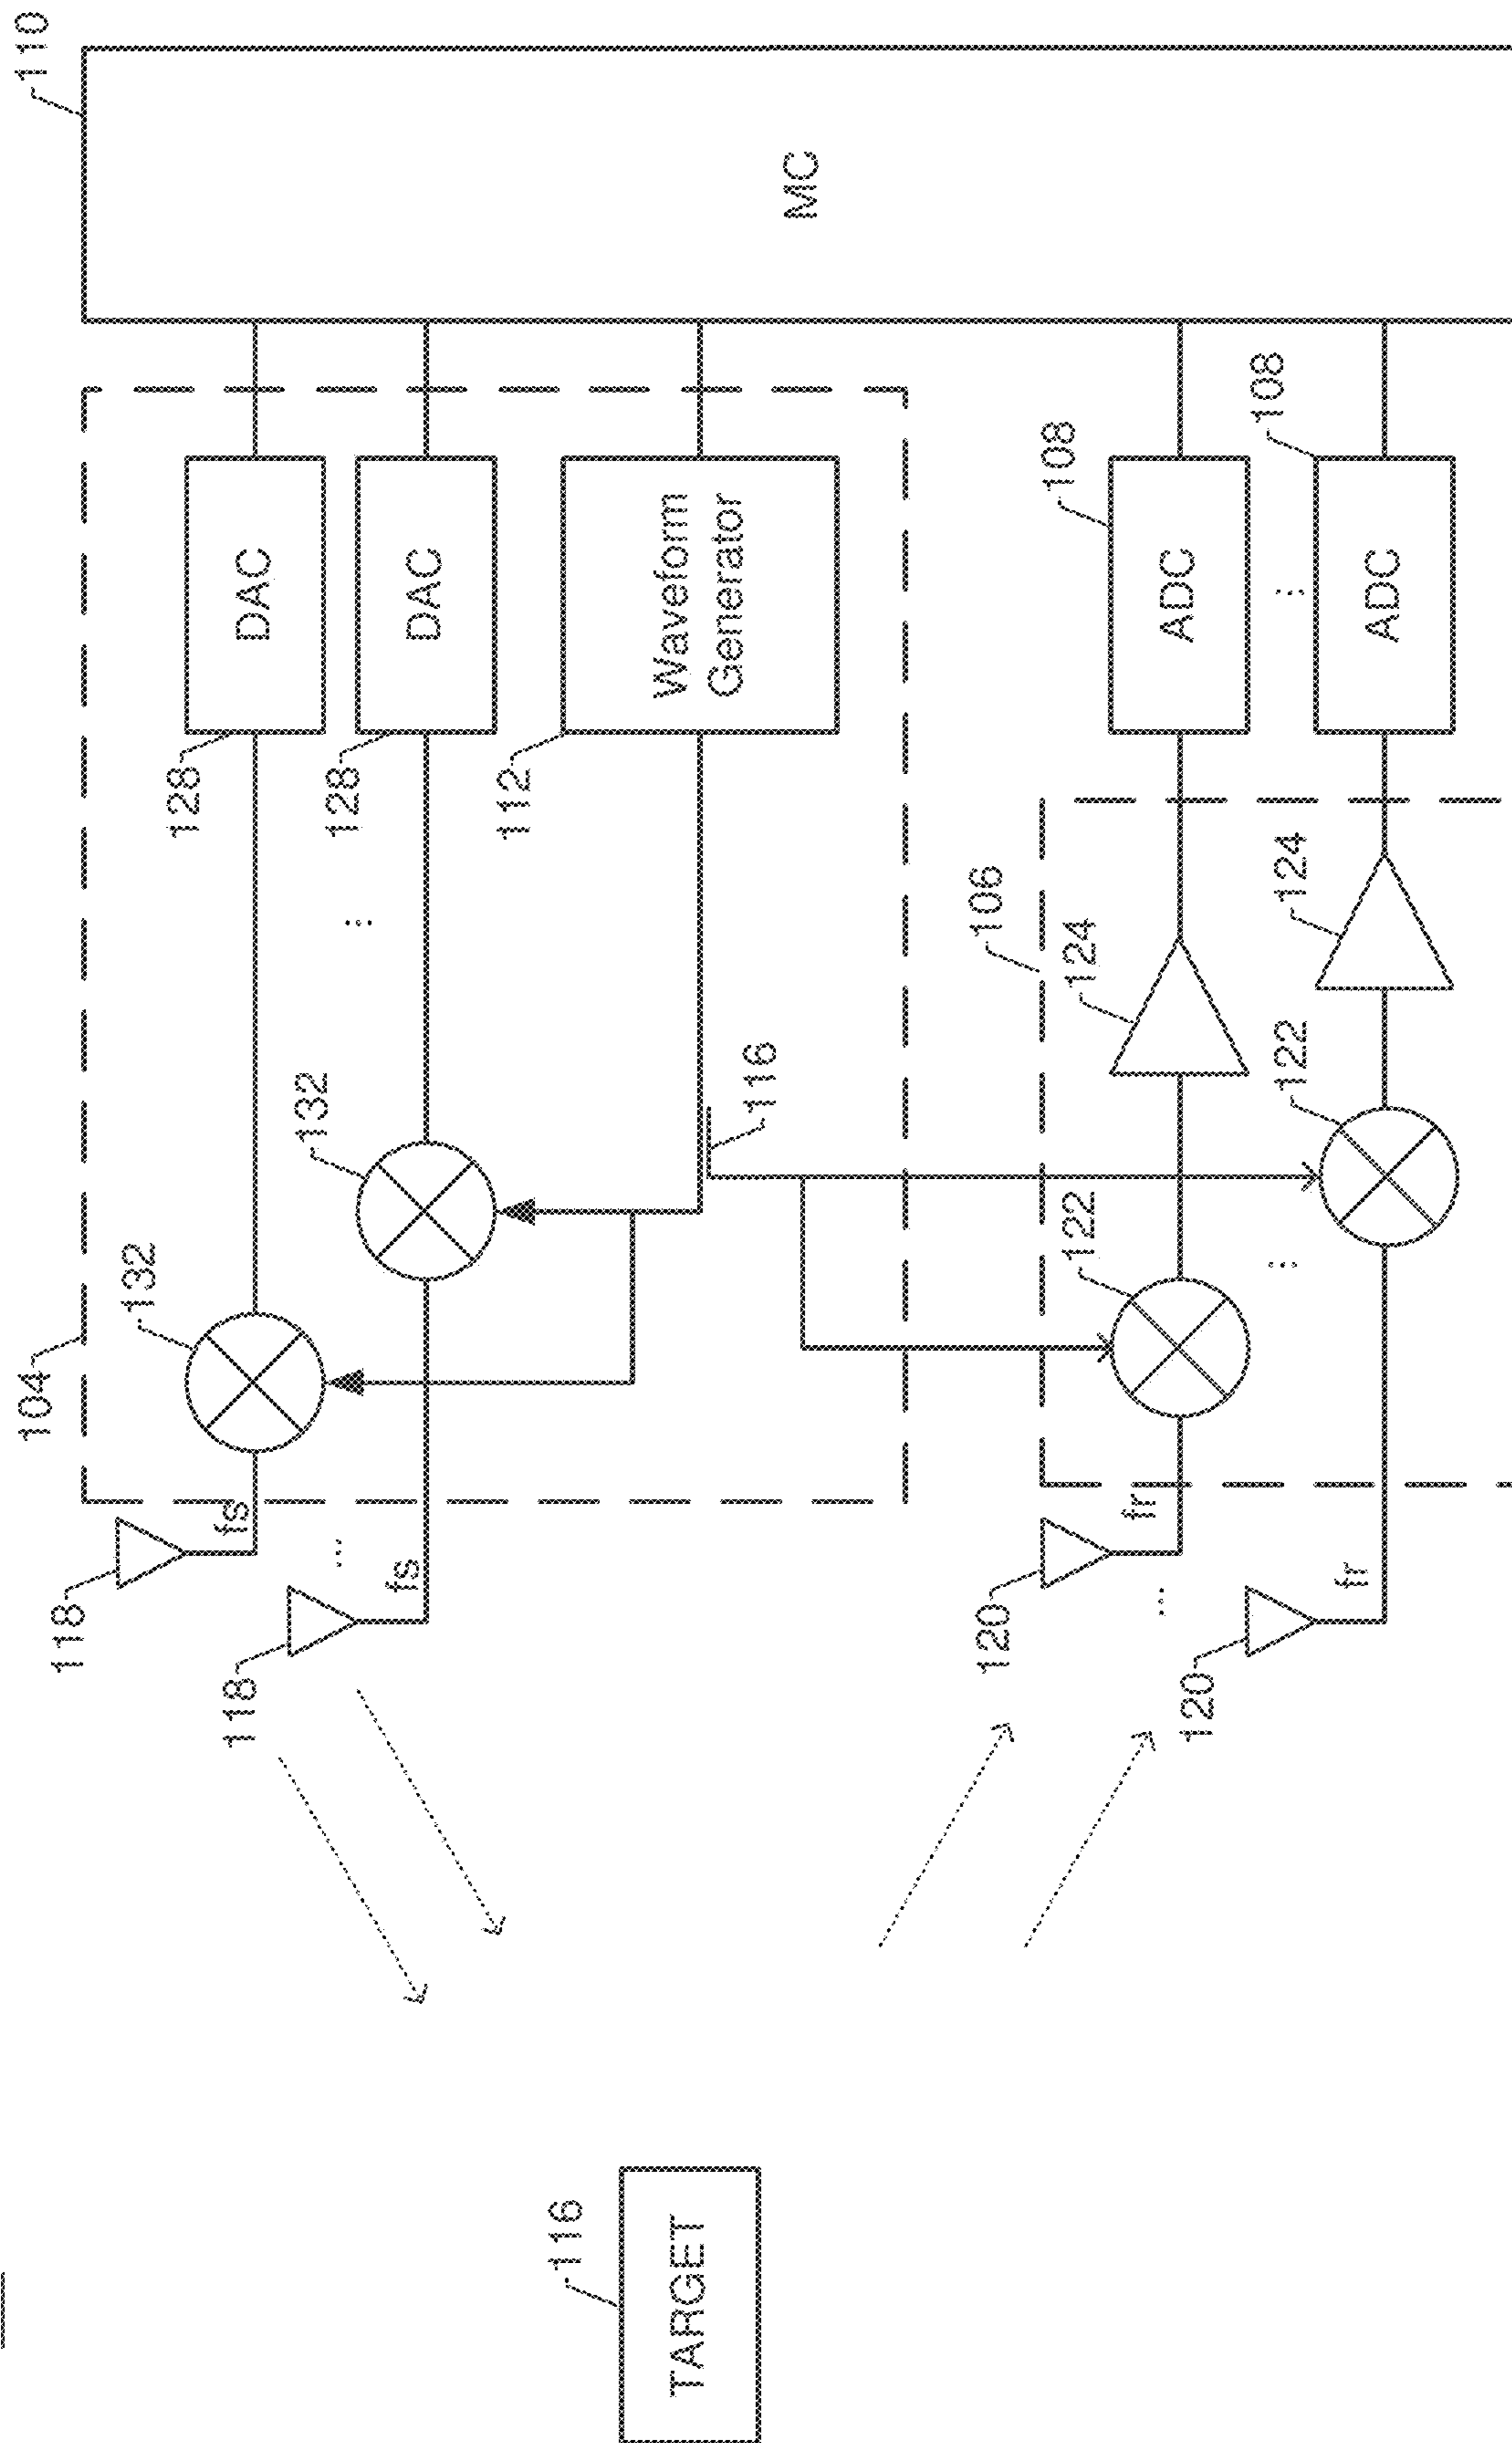 110
MC
104
128
DAC
128
DAC
112
Waveform
Generator
132
132
116
118
fs
118
fs
...
...
106
108
ADC
...
108
ADC
124
124
122
122
...
120
fr
120
fr
...
116
TARGET